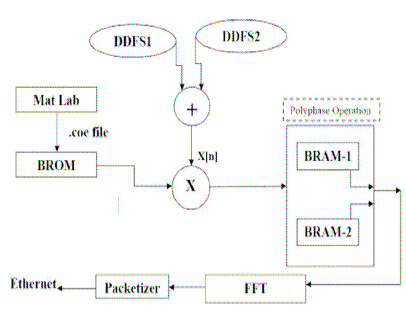 DDFS1
DDFS2
Mat Lab
+
Polyphase Operation
.coe file
X[n]
BROM
X
BRAM-1
BRAM-2
Ethernet
Packetizer
FFT